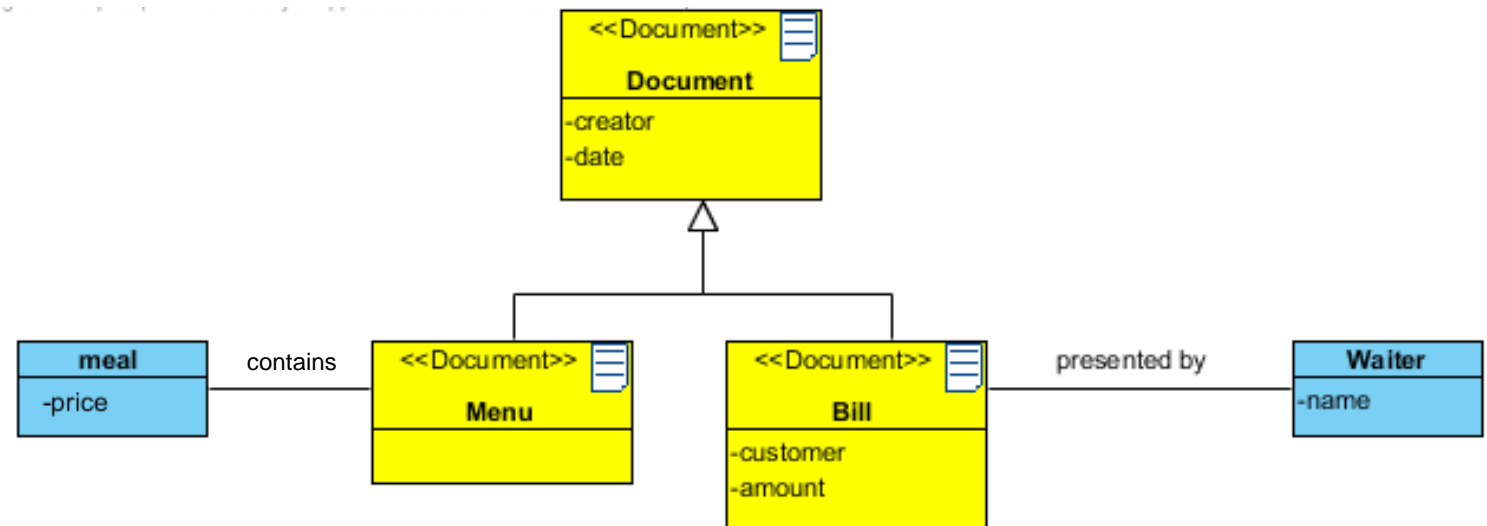 <<Document>>
Document
-creator
-date
meal
-price
contains
<<Document>>
Menu
<<Document>>
Bill
-customer
-amount
presented by
Waiter
-name